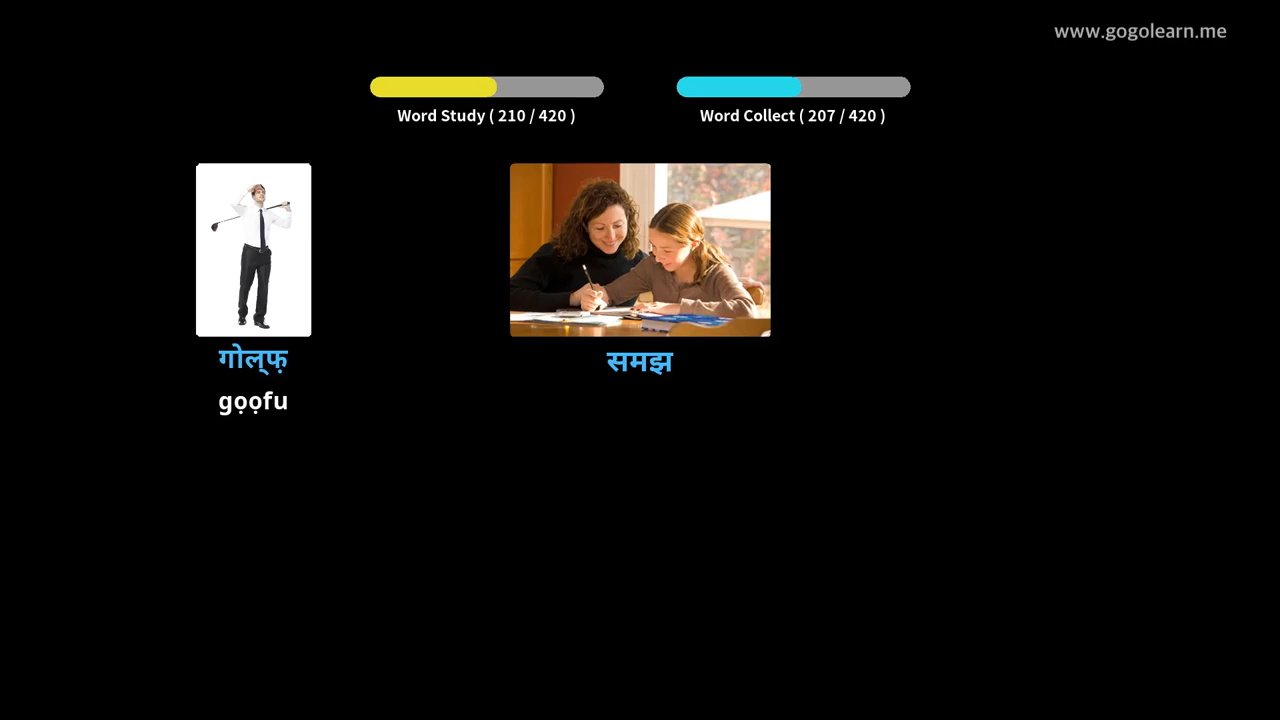 www.gogolearn.me
Word Study ( 210 / 420 )
Word Collect ( 207 / 420 )
गोल्फ़
gọọfu
समझ